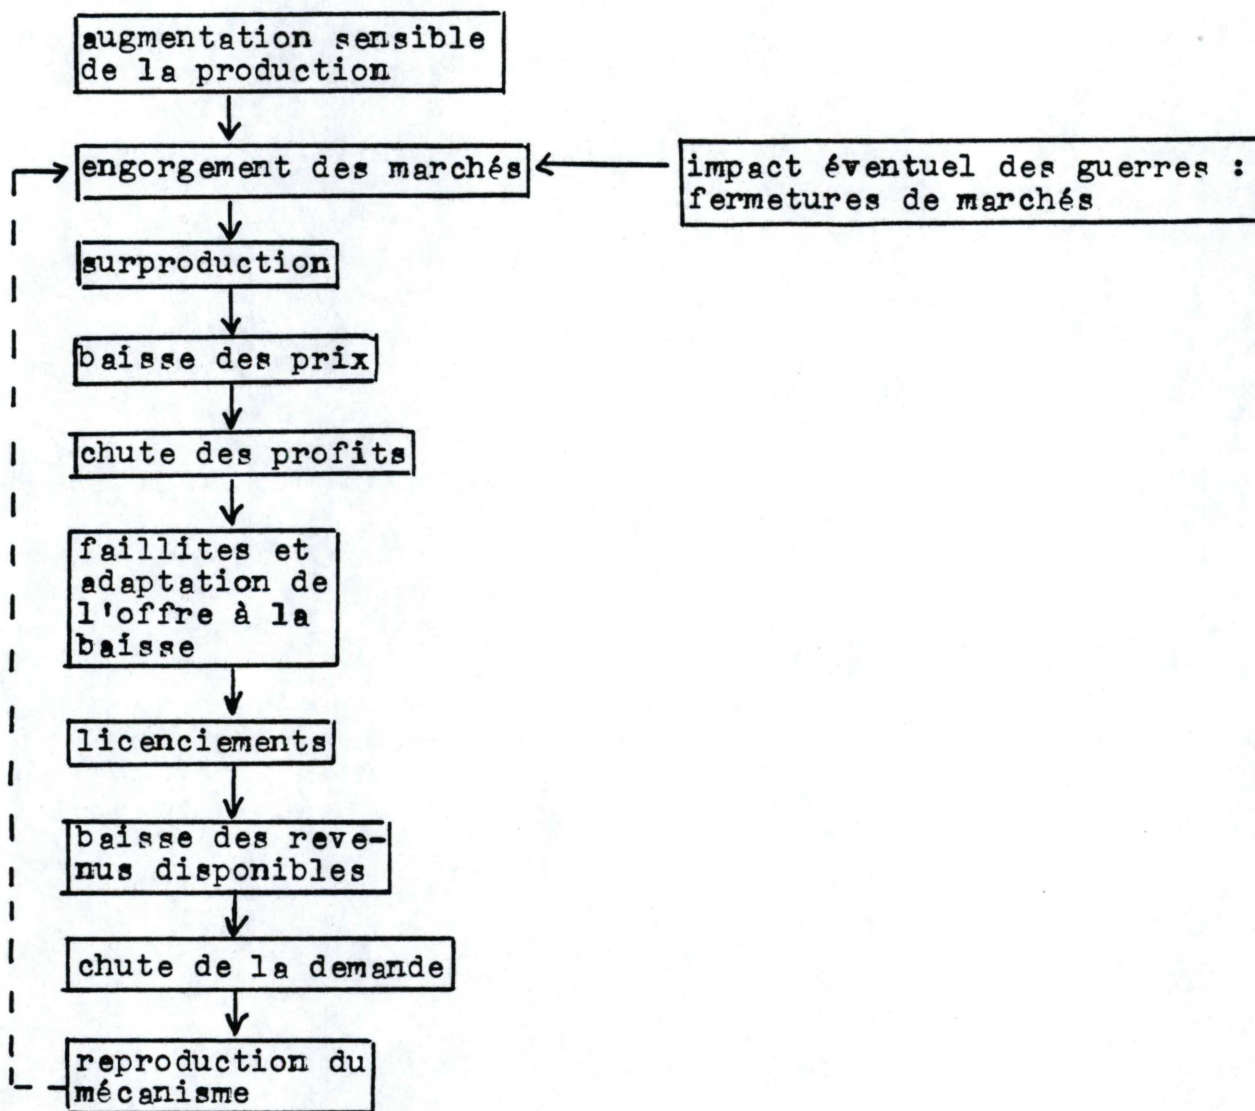 augmentation sensible
de la production
engorgement des marchés
impact éventuel des guerres :
fermetures de marchés
surproduction
baisse des prix
chute des profits
faillites et
adaptation de
l'offre à la
baisse
licenciements
baisse des reve-
nus disponibles
chute de la demande
reproduction du
mécanisme